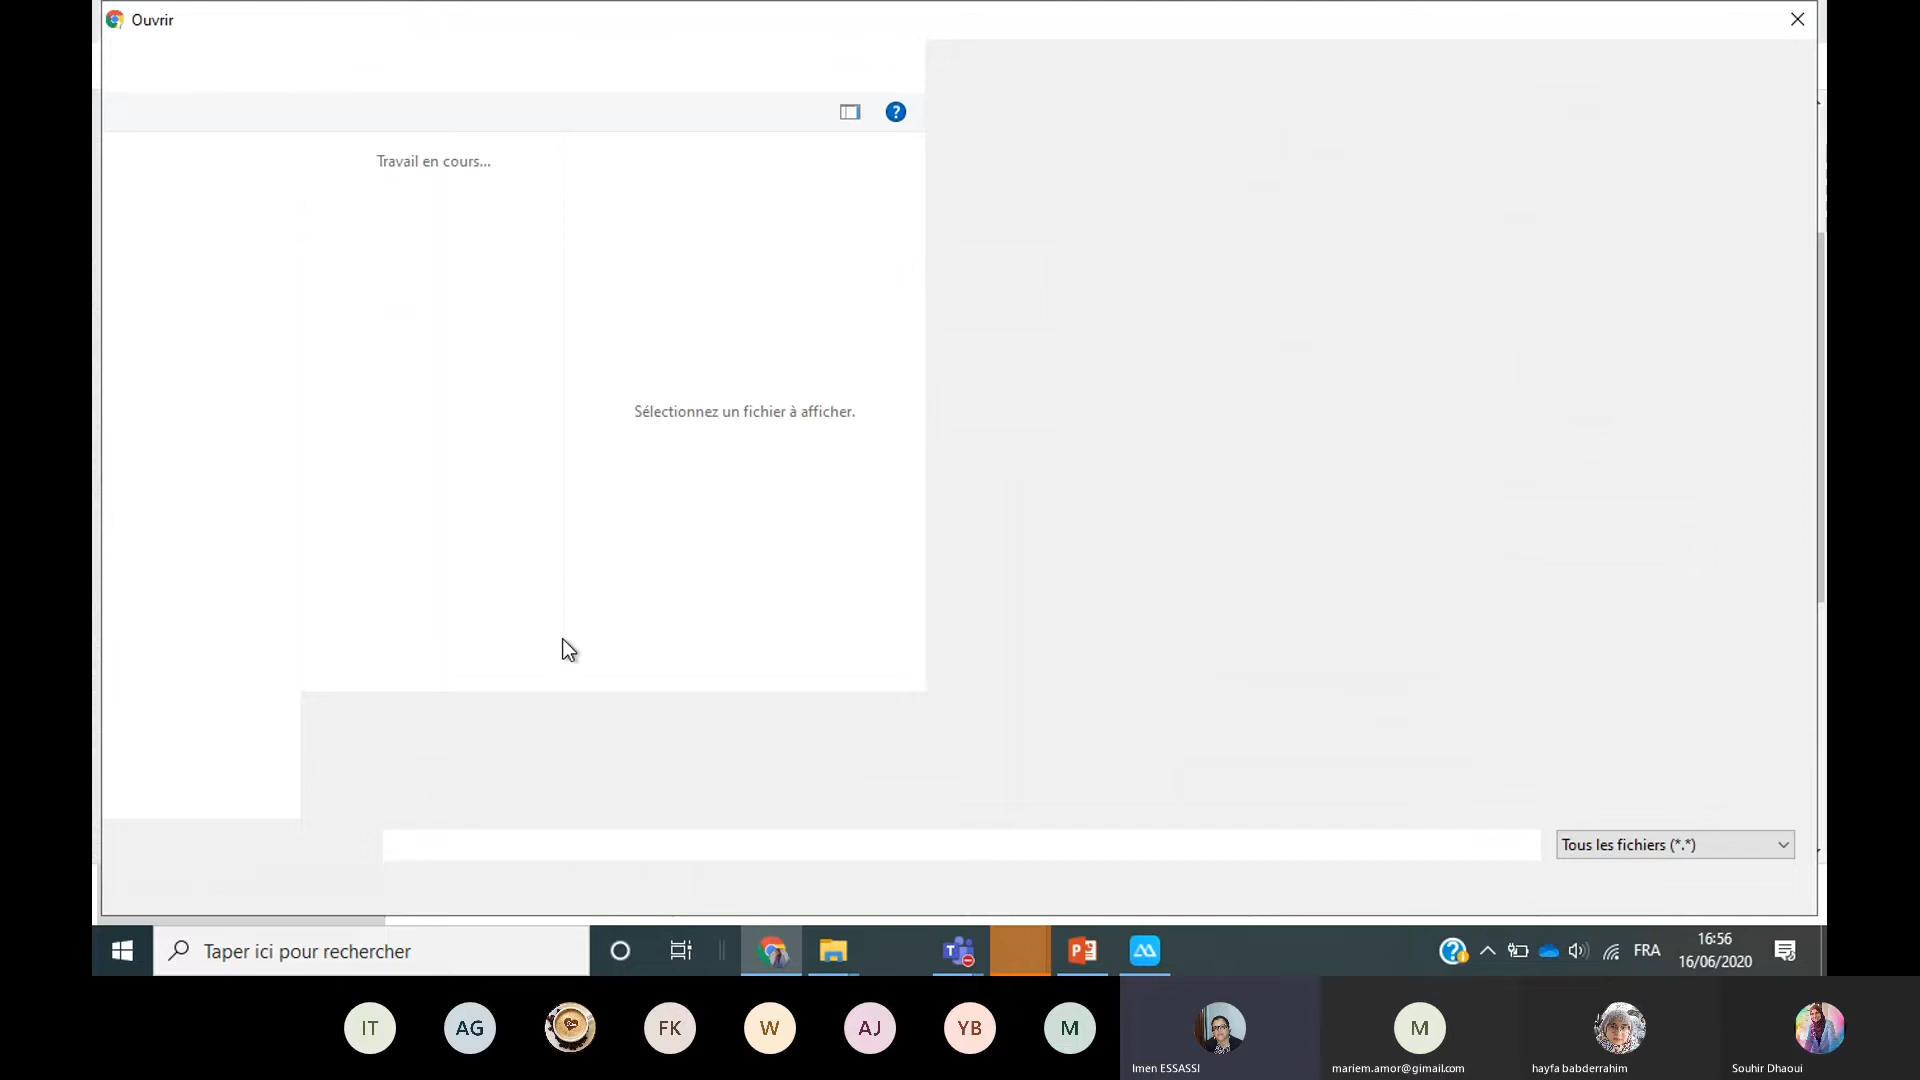 Ouvrir
Travail en cours...
Sélectionnez un fichier à afficher.
Tous les fichiers (*.*)
Taper ici pour rechercher
FRA
16:56
16/06/2020
IT
AG
FK
W
AJ
YB
M
M
Imen ESSASSI
mariem.amor@gimail.com
hayfa babderrahim
Souhir Dhaoui